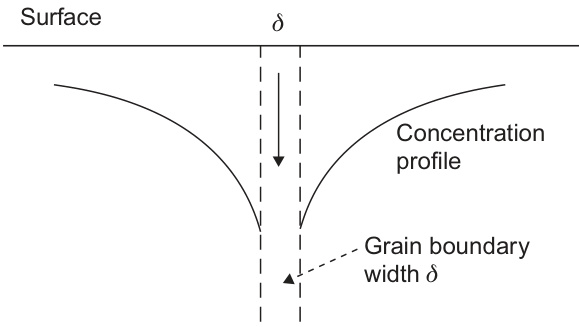 Surface
δ
Concentration
profile
Grain boundary
width δ